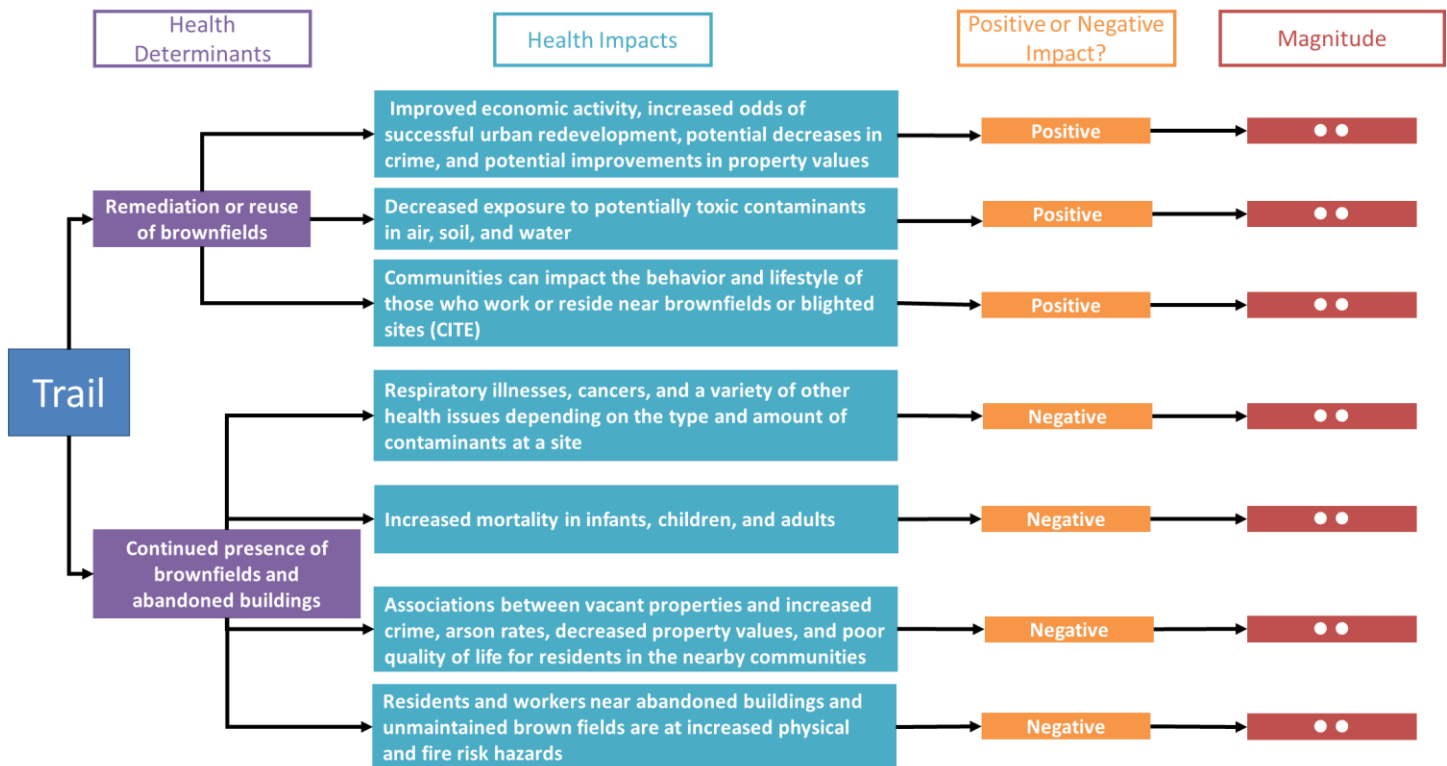 Health
Determinants
Health Impacts
Positive or Negative
Impact?
Magnitude
Improved economic activity, increased odds of
successful urban redevelopment, potential decreases in
crime, and potential improvements in property values
Positive
Remediation or reuse
of brownfields
Decreased exposure to potentially toxic contaminants
in air, soil, and water
Positive
Communities can impact the behavior and lifestyle of
those who work or reside near brownfields or blighted
sites (CITE)
Positive
Trail
Respiratory illnesses, cancers, and a variety of other
health issues depending on the type and amount of
contaminants at a site
Negative
Increased mortality in infants, children, and adults
Negative
Continued presence of
brownfields and
abandoned buildings
Associations between vacant properties and increased
crime, arson rates, decreased property values, and poor
quality of life for residents in the nearby communities
Negative
Residents and workers near abandoned buildings and
unmaintained brown fields are at increased physical
and fire risk hazards
Negative